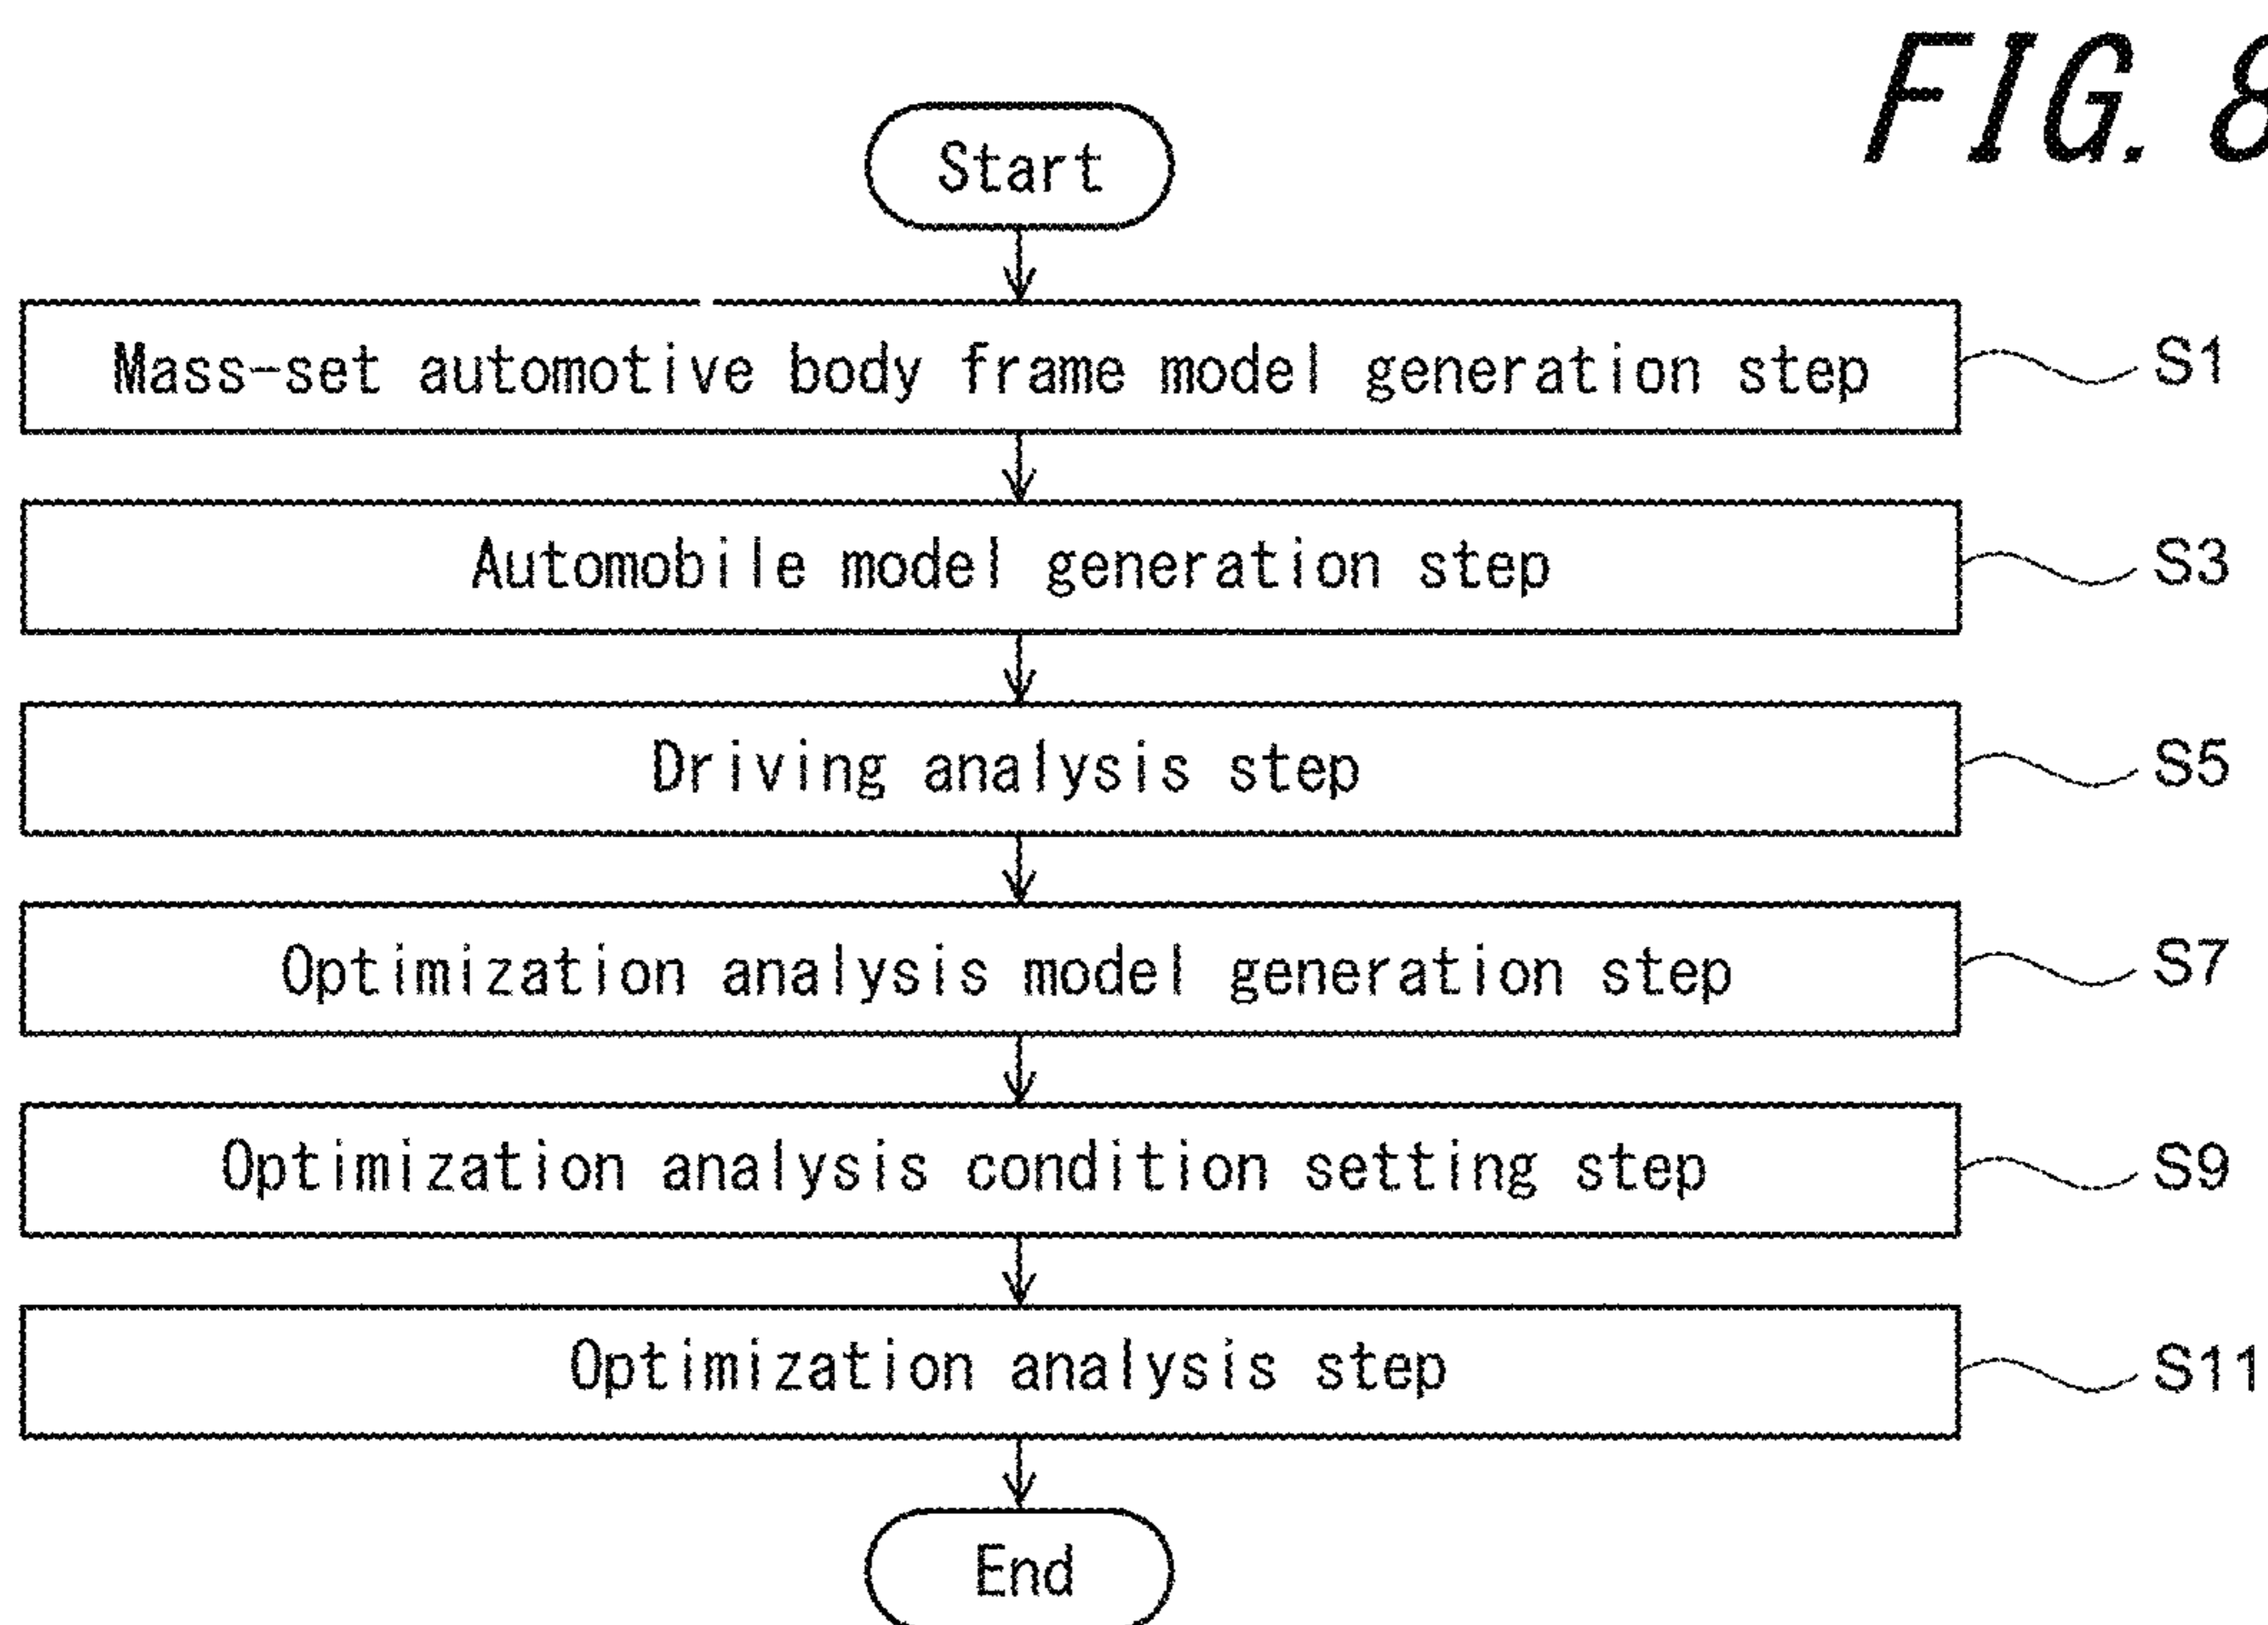 FIG. 8
Start
Mass-set automotive body frame model generation step
S1
Automobile model generation step
S3
Driving analysis step
S5
Optimization analysis model generation step
S7
Optimization analysis condition setting step
S9
Optimization analysis step
S11
End